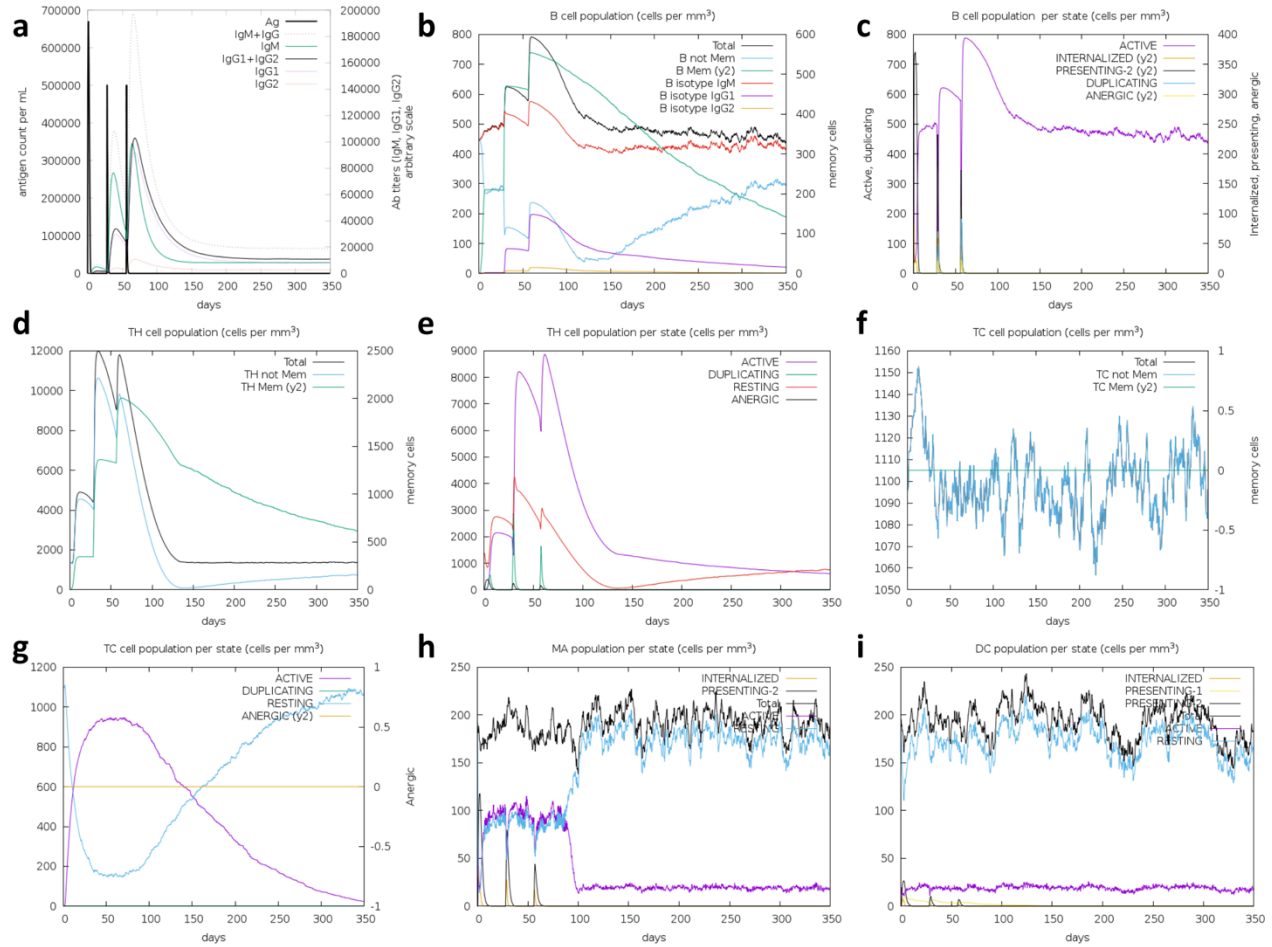 a
700000
600000
500000
400000
300000
200000
100000
0
antigen count per mL
Ag
IgM+IgG
IgM
IgG1+IgG2
IgG1
IgG2
200000
180000
160000
140000
120000
100000
80000
60000
40000
20000
0
Ab titers (IgM, IgG1, IgG2)
arbitrary scale
0 50 100 150 200 250 300 350
days
b
B cell population (cells per mm³)
800
700
600
500
400
300
200
100
0
Total
B not Mem
B Mem (y2)
B isotype IgM
B isotype IgG1
B isotype IgG2
600
500
400
300
200
100
0
memory cells
0 50 100 150 200 250 300 350
days
c
B cell population per state (cells per mm³)
Active, duplicating
800
700
600
500
400
300
200
100
0
ACTIVE
INTERNALIZED (y2)
PRESENTING-2 (y2)
DUPLICATING
ANERGIC (y2)
400
350
300
250
200
150
100
50
0
Internalized, presenting, anergic
0 50 100 150 200 250 300 350
days
d
TH cell population (cells per mm³)
12000
10000
8000
6000
4000
2000
0
Total
TH not Mem
TH Mem (y2)
2500
2000
1500
1000
500
0
memory cells
0 50 100 150 200 250 300 350
days
e
TH cell population per state (cells per mm³)
9000
8000
7000
6000
5000
4000
3000
2000
1000
0
ACTIVE
DUPLICATING
RESTING
ANERGIC
0 50 100 150 200 250 300 350
days
f
TC cell population (cells per mm³)
1160
1150
1140
1130
1120
1110
1100
1090
1080
1070
1060
1050
Total
TC not Mem
TC Mem (y2)
1
0.5
0
-0.5
-1
memory cells
0 50 100 150 200 250 300 350
days
g
TC cell population per state (cells per mm³)
1200
1000
800
600
400
200
0
ACTIVE
DUPLICATING
RESTING
ANERGIC (y2)
1
0.5
0
-0.5
-1
Anergic
0 50 100 150 200 250 300 350
days
h
MA population per state (cells per mm³)
250
200
150
100
50
0
INTERNALIZED
PRESENTING-2
Total
ACTIVE
0 50 100 150 200 250 300 350
days
i
DC population per state (cells per mm³)
250
200
150
100
50
0
INTERNALIZED
PRESENTING-1
PRESENTING-2
ACTIVE
RESTING
0 50 100 150 200 250 300 350
days